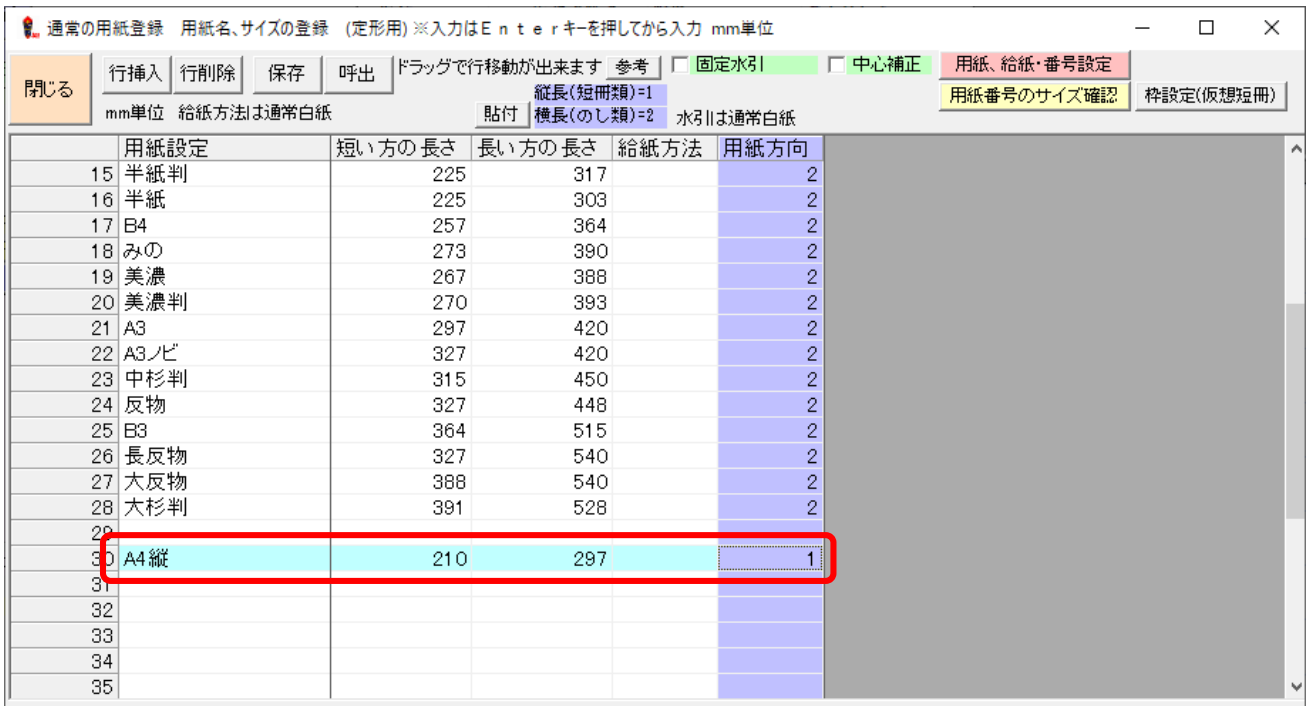 通常の用紙登録 用紙名、サイズの登録 (定形用) ※入力はＥｎｔｅｒキーを押してから入力 mm単位
閉じる 行挿入 行削除 保存 呼出 ドラッグで行移動が出来ます 参考 固定水引 中心補正 用紙、給紙・番号設定
縦長(短冊類)=1 用紙番号のサイズ確認 枠設定(仮想短冊)
mm単位 給紙方法は通常白紙 貼付 横長(のし類)=2 水引は通常白紙
用紙設定 短い方の長さ 長い方の長さ 給紙方法 用紙方向
15 半紙判 225 317 2
16 半紙 225 303 2
17 B4 257 364 2
18 みの 273 390 2
19 美濃 267 388 2
20 美濃判 270 393 2
21 A3 297 420 2
22 A3ノビ 327 420 2
23 中杉判 315 450 2
24 反物 327 448 2
25 B3 364 515 2
26 長反物 327 540 2
27 大反物 388 540 2
28 大杉判 391 528 2
29
30 A4縦 210 297 1
31
32
33
34
35